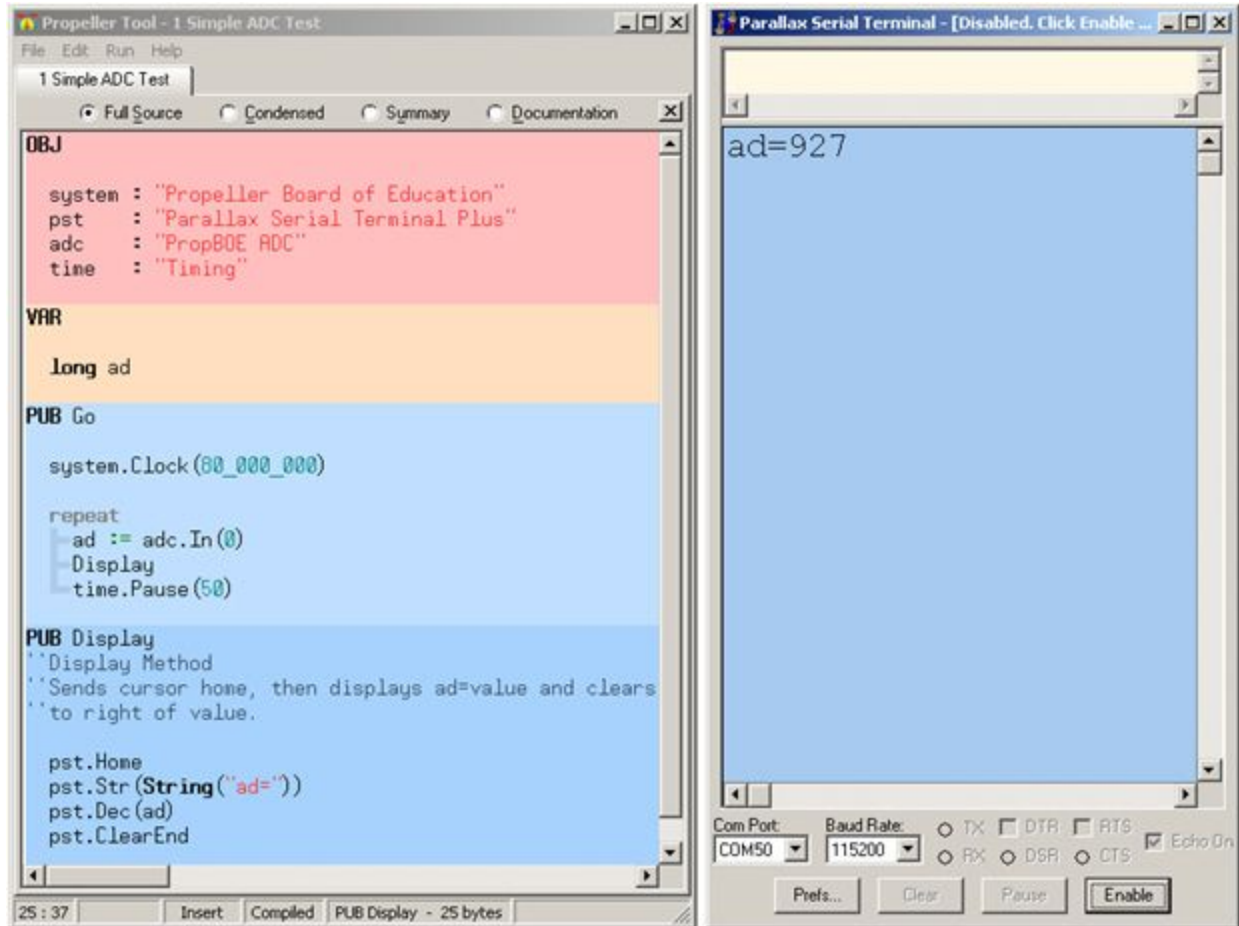 Propeller Tool - 1 Simple ADC Test
File Edit Run Help
1 Simple ADC Test
Full Source Condensed Summary Documentation
OBJ
system : "Propeller Board of Education"
pst : "Parallax Serial Terminal Plus"
adc : "PropBOE ADC"
time : "Timing"
VAR
long ad
PUB Go
system.Clock(80_000_000)
repeat
ad := adc.In(0)
Display
time.Pause(50)
PUB Display
''Display Method
''Sends cursor home, then displays ad=value and clears
''to right of value.
pst.Home
pst.Str(String("ad="))
pst.Dec(ad)
pst.ClearEnd
25 : 37 Insert Compiled PUB Display - 25 bytes
Parallax Serial Terminal - [Disabled. Click Enable ...
ad=927
Com Port: Baud Rate: TX DTR RTS
COM50 115200 RX DSR CTS Echo On
Prefs... Clear Pause Enable